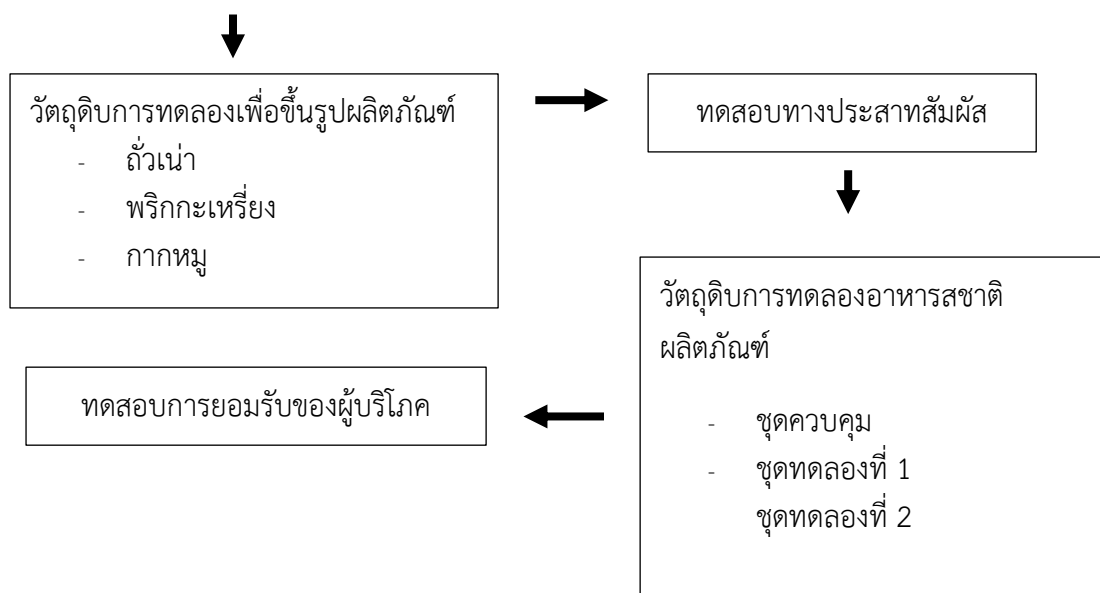 วัตถุดิบการทดลองเพื่อขึ้นรูปผลิตภัณฑ์
- ถั่วเน่า
- พริกกะเหรี่ยง
- กากหมู
ทดสอบทางประสาทสัมผัส
วัตถุดิบการทดลองอาหารสชาติ
ผลิตภัณฑ์
- ชุดควบคุม
- ชุดทดลองที่ 1
ชุดทดลองที่ 2
ทดสอบการยอมรับของผู้บริโภค